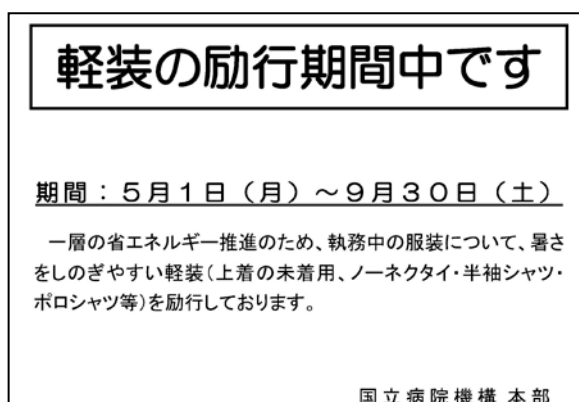 軽装の励行期間中です
期間：５月１日（月）～９月３０日（土）
一層の省エネルギー推進のため、執務中の服装について、暑さ
をしのぎやすい軽装（上着の未着用、ノーネクタイ・半袖シャツ・
ポロシャツ等）を励行しております。
国立病院機構 本部